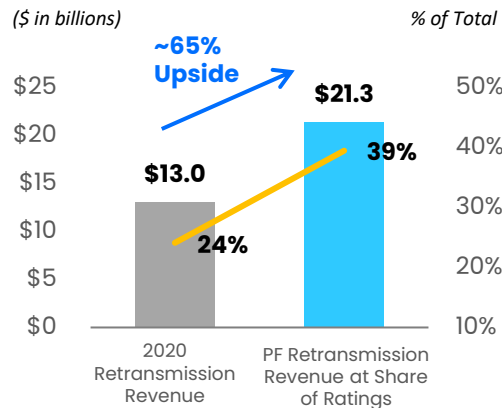 ($ in billions)
% of Total
~65%
Upside
$25
$20
$15
$10
$5
$0
50%
40%
30%
20%
10%
$13.0
$21.3
24%
39%
2020
Retransmission
Revenue
PF Retransmission
Revenue at Share
of Ratings